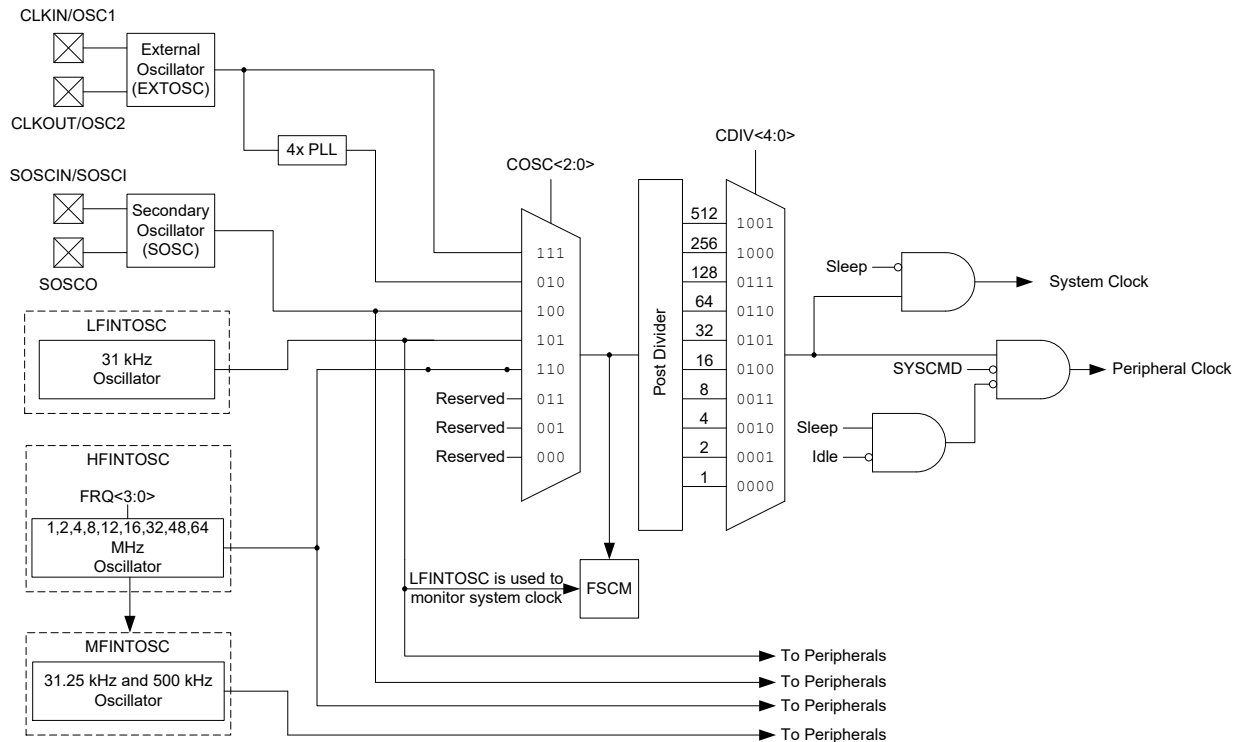 CLKIN/OSC1
External
Oscillator
(EXTOSC)
CLKOUT/OSC2
4x PLL
SOSCIN/SOSCI
Secondary
Oscillator
(SOSC)
SOSCO
LFINTOSC
31 kHz
Oscillator
HFINTOSC
FRQ<3:0>
1,2,4,8,12,16,32,48,64
MHz
Oscillator
MFINTOSC
31.25 kHz and 500 kHz
Oscillator
COSC<2:0>
111
010
100
101
110
Reserved 011
Reserved 001
Reserved 000
LFINTOSC is used to
monitor system clock
FSCM
Post Divider
CDIV<4:0>
512 1001
256 1000
128 0111
64 0110
32 0101
16 0100
8 0011
4 0010
2 0001
1 0000
Sleep
System Clock
SYSCMD
Peripheral Clock
Sleep
Idle
To Peripherals
To Peripherals
To Peripherals
To Peripherals